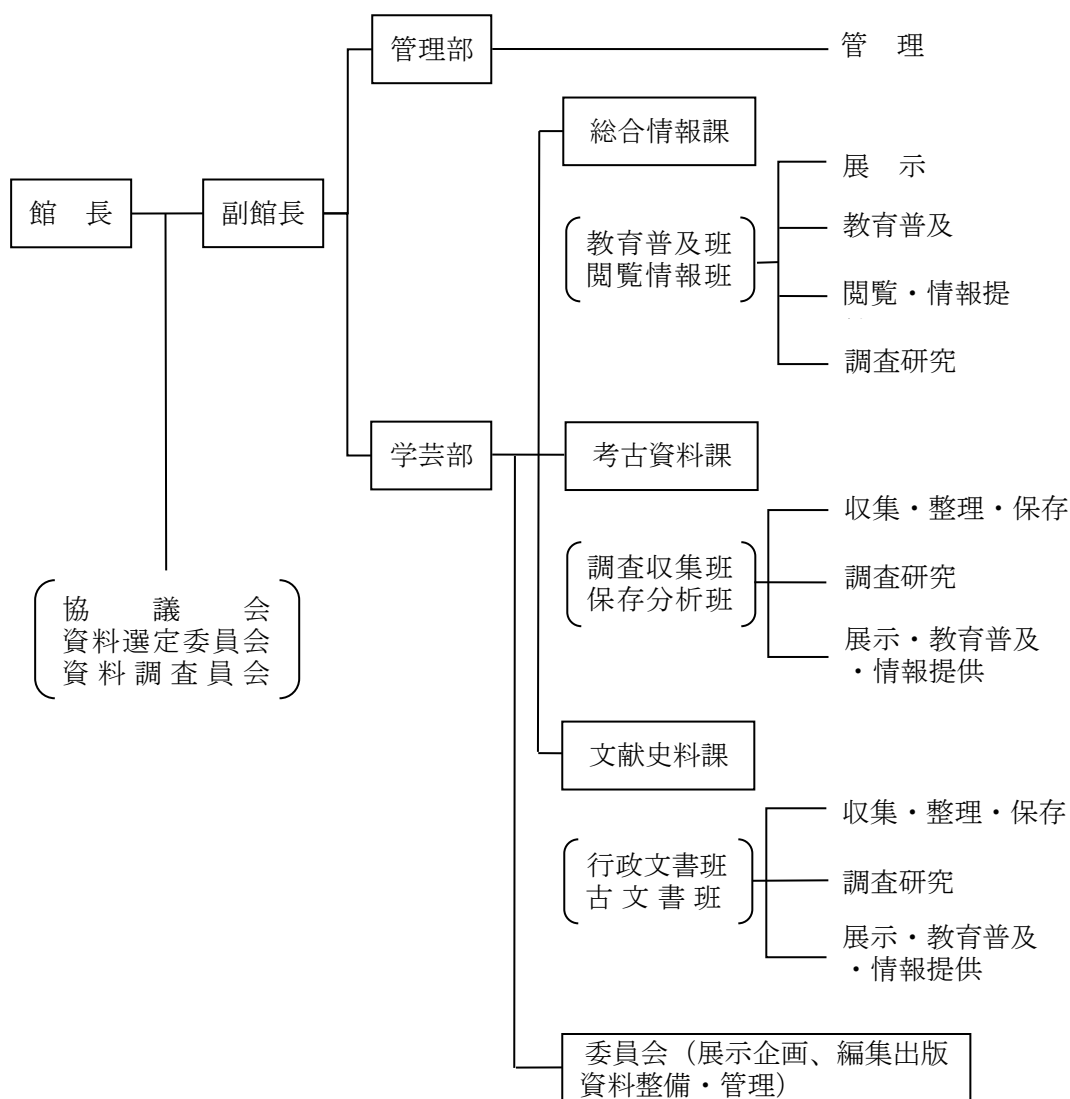 管理部
管　理
総合情報課
展　示
館　長
副館長
教育普及班
閲覧情報班
教育普及
閲覧・情報提
調査研究
学芸部
考古資料課
収集・整理・保存
調査収集班
保存分析班
調査研究
協　議　会
資料選定委員会
資料調査員会
展示・教育普及
・情報提供
文献史料課
収集・整理・保存
行政文書班
古文書班
調査研究
展示・教育普及
・情報提供
委員会（展示企画、編集出版
資料整備・管理）